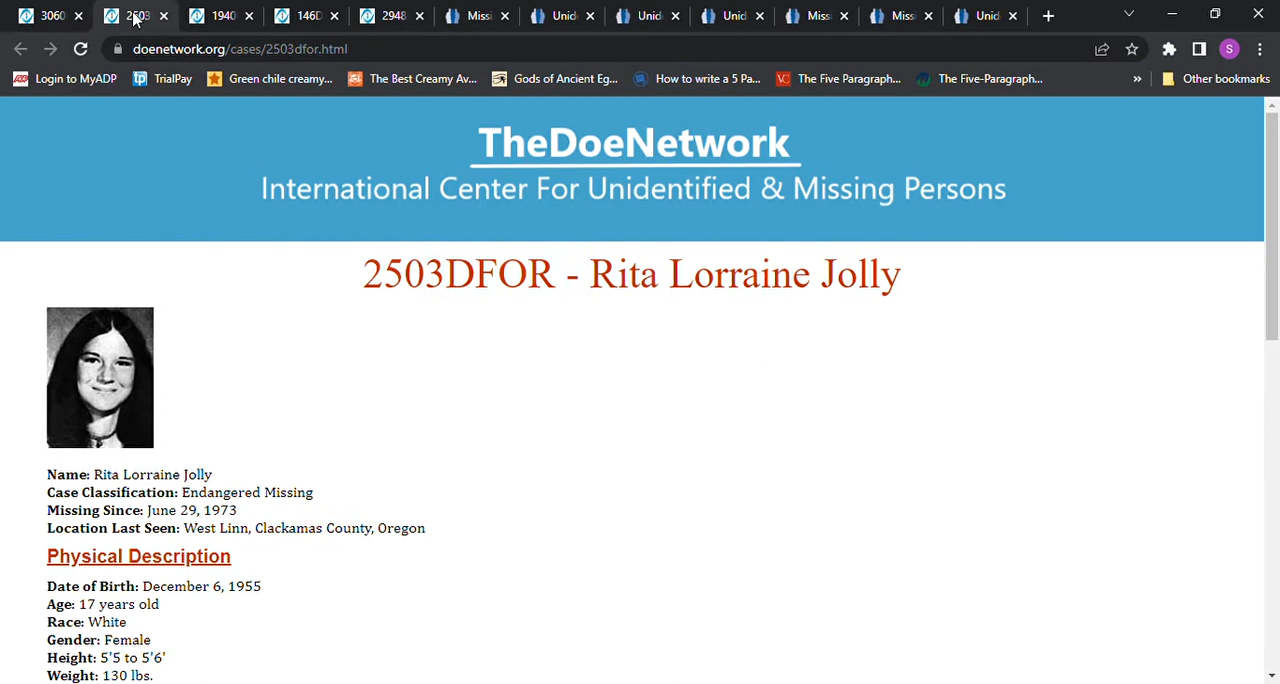 3060
2503
1940
146D
2948
Missi
Unid
Unid
Unid
Missi
Missi
Unid
doenetwork.org/cases/2503dfor.html
S
Login to MyADP
tp TrialPay
Green chile creamy...
The Best Creamy Av...
Gods of Ancient Eg...
How to write a 5 Pa...
VC The Five Paragraph...
The Five-Paragraph...
» Other bookmarks
TheDoeNetwork
International Center For Unidentified & Missing Persons
2503DFOR - Rita Lorraine Jolly
Name: Rita Lorraine Jolly
Case Classification: Endangered Missing
Missing Since: June 29, 1973
Location Last Seen: West Linn, Clackamas County, Oregon
Physical Description
Date of Birth: December 6, 1955
Age: 17 years old
Race: White
Gender: Female
Height: 5'5 to 5'6'
Weight: 130 lbs.